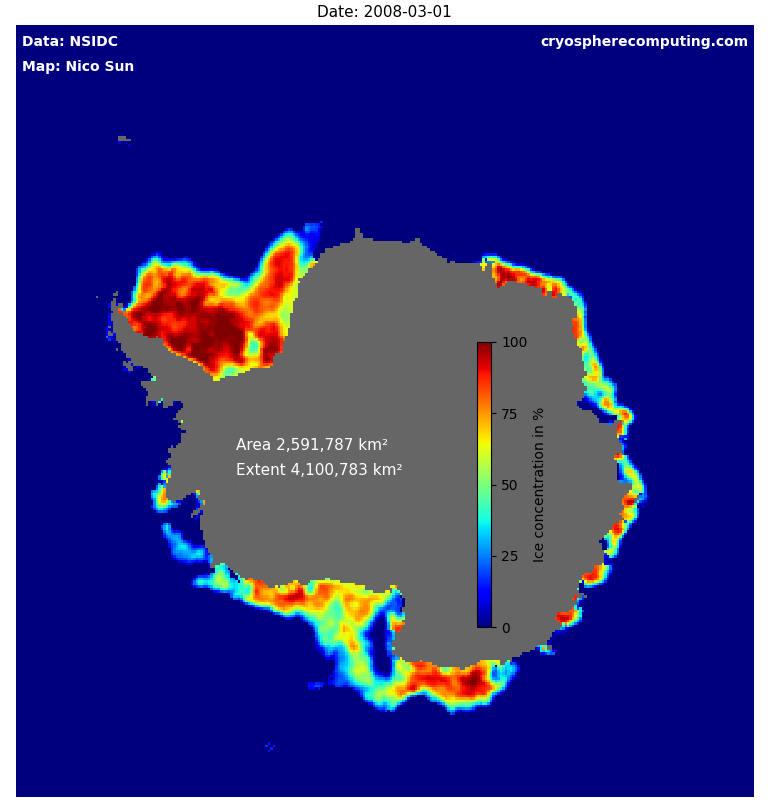 Date: 2008-03-01
Data: NSIDC
cryospherecomputing.com
Map: Nico Sun
100
75
50
25
0
Ice concentration in %
Area 2,591,787 km²
Extent 4,100,783 km²